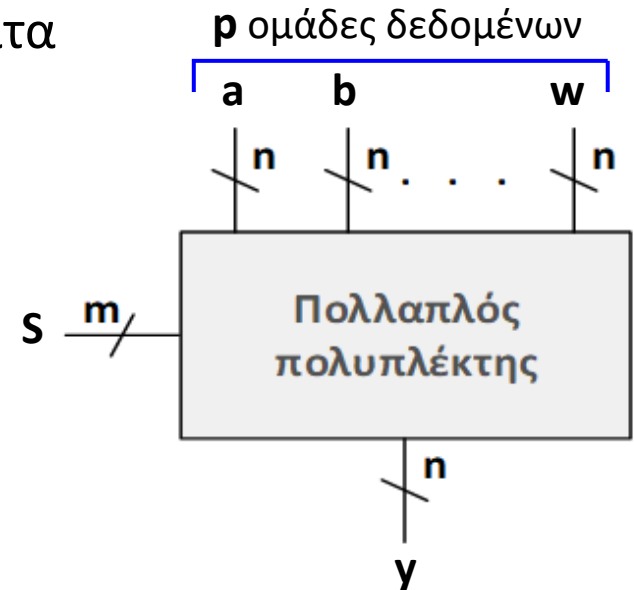 p ομάδες δεδομένων
a b w
n n . . . n
S m
Πολλαπλός
πολυπλέκτης
n
y